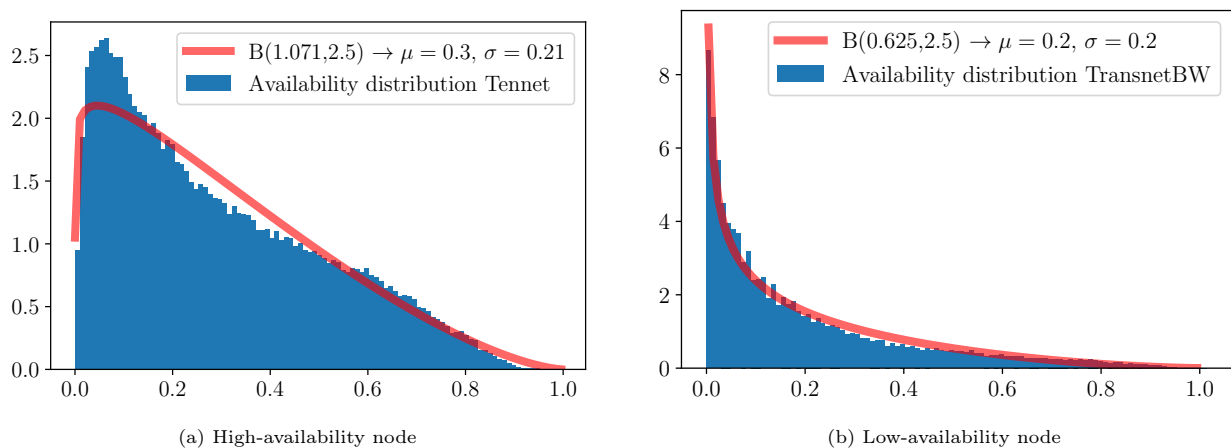 B(1.071,2.5) → μ = 0.3, σ = 0.21
Availability distribution Tennet
2.5
2.0
1.5
1.0
0.5
0.0
0.0 0.2 0.4 0.6 0.8 1.0
(a) High-availability node
B(0.625,2.5) → μ = 0.2, σ = 0.2
Availability distribution TransnetBW
8
6
4
2
0
0.0 0.2 0.4 0.6 0.8 1.0
(b) Low-availability node